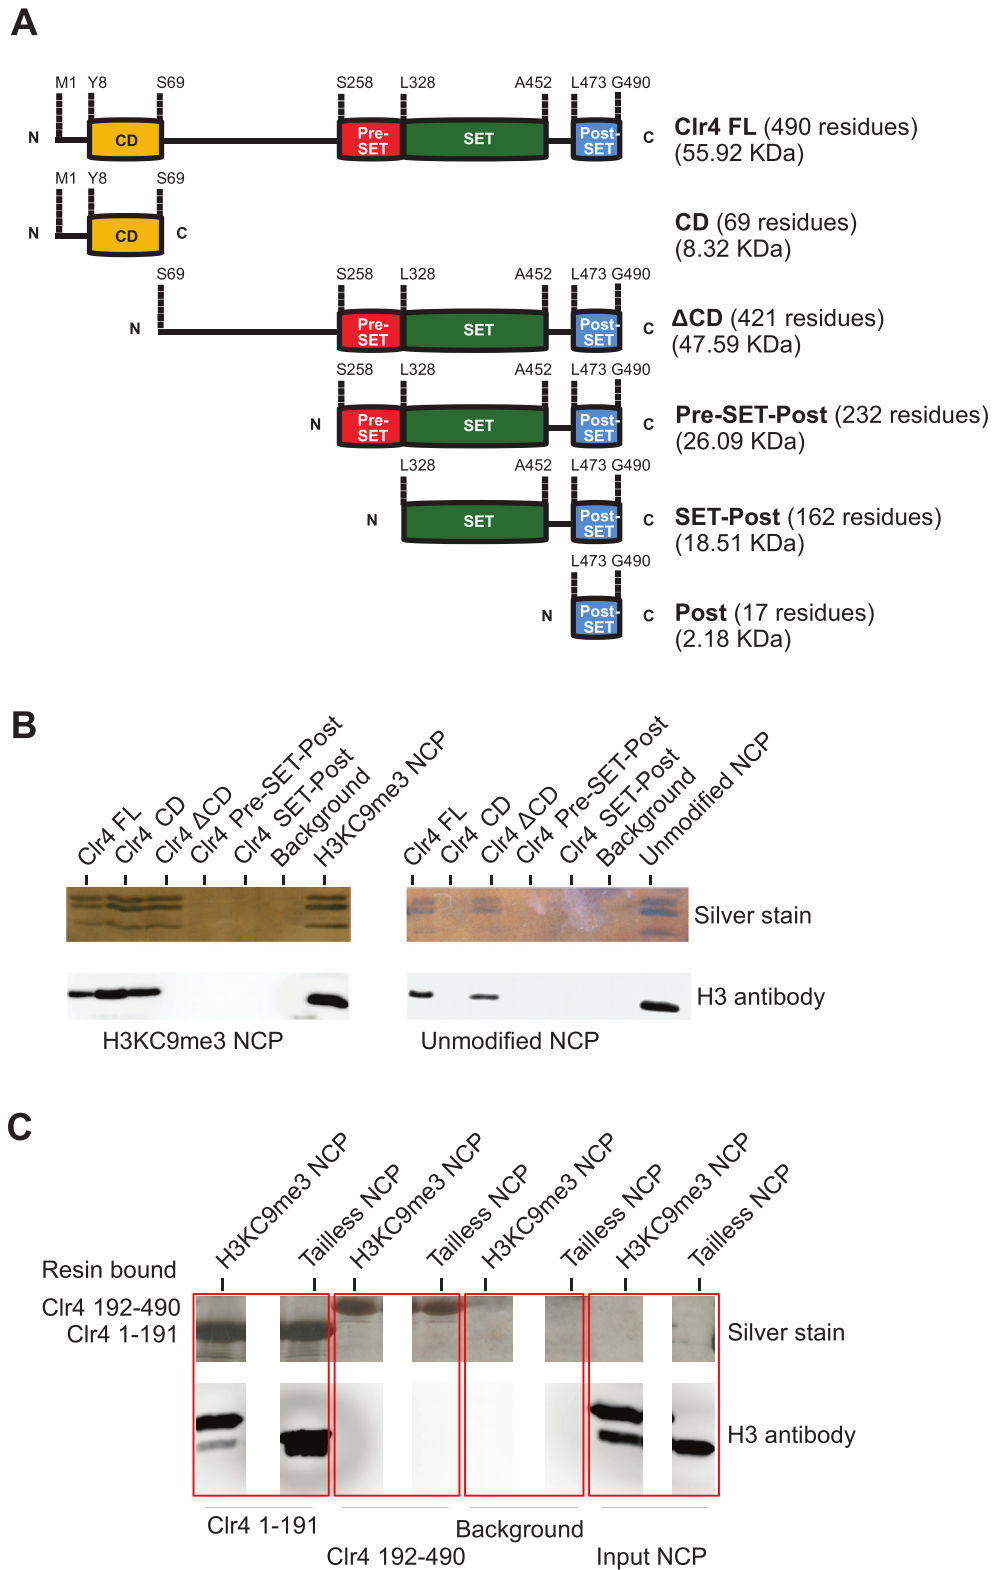 A
M1 Y8 S69 S258 L328 A452 L473 G490
N CD Pre-SET SET Post-SET C
Clr4 FL (490 residues)
(55.92 KDa)
M1 Y8 S69
N CD C
CD (69 residues)
(8.32 KDa)
S69 S258 L328 A452 L473 G490
N Pre-SET SET Post-SET C
ΔCD (421 residues)
(47.59 KDa)
S258 L328 A452 L473 G490
N Pre-SET SET Post-SET C
Pre-SET-Post (232 residues)
(26.09 KDa)
L328 A452 L473 G490
N SET Post-SET C
SET-Post (162 residues)
(18.51 KDa)
L473 G490
N Post-SET C
Post (17 residues)
(2.18 KDa)
B
Clr4 FL
Clr4 CD
Clr4 ΔCD
Clr4 Pre-SET-Post
Clr4 SET-Post
Background
H3KC9me3 NCP
Clr4 FL
Clr4 CD
Clr4 ΔCD
Clr4 Pre-SET-Post
Clr4 SET-Post
Background
Unmodified NCP
Silver stain
H3 antibody
H3KC9me3 NCP
Unmodified NCP
C
H3KC9me3 NCP
Tailless NCP
H3KC9me3 NCP
Tailless NCP
H3KC9me3 NCP
Tailless NCP
H3KC9me3 NCP
Tailless NCP
Resin bound
Clr4 192-490
Clr4 1-191
Silver stain
H3 antibody
Clr4 1-191
Clr4 192-490
Background
Input NCP